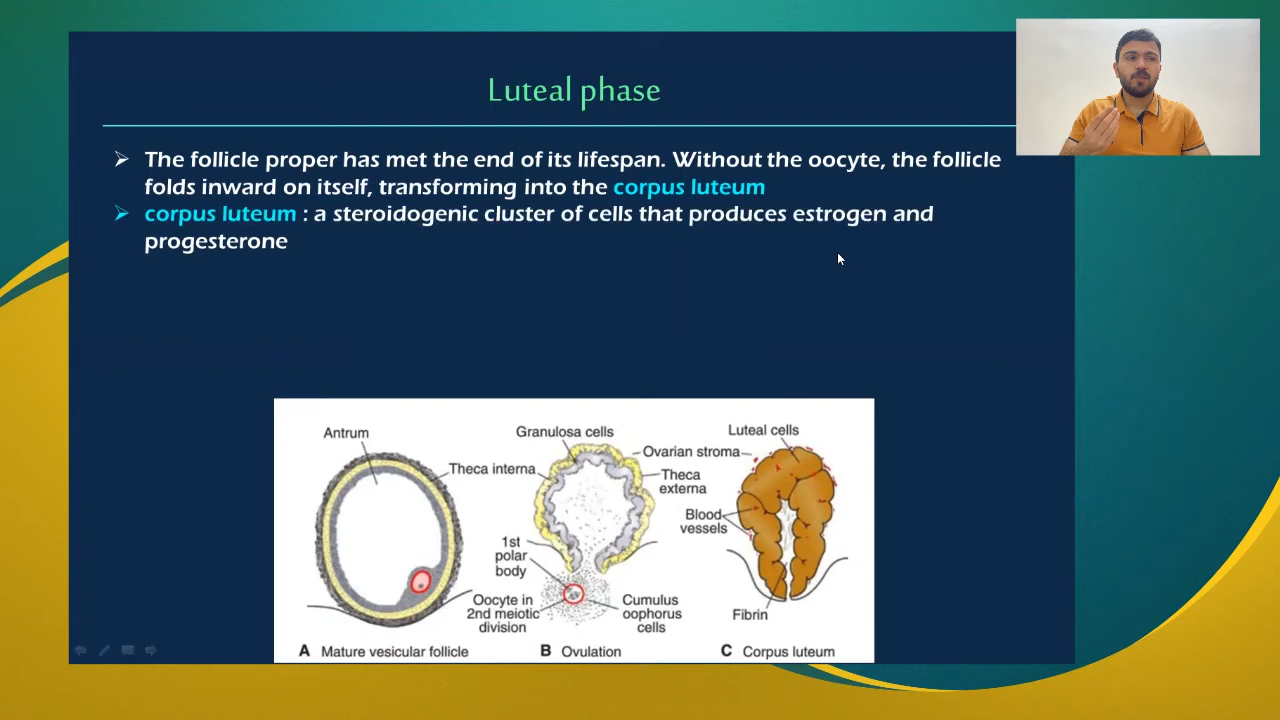 Luteal phase
The follicle proper has met the end of its lifespan. Without the oocyte, the follicle
folds inward on itself, transforming into the corpus luteum
corpus luteum : a steroidogenic cluster of cells that produces estrogen and
progesterone
Antrum
Theca interna
Granulosa cells
Ovarian stroma
Theca
externa
1st
polar
body
Oocyte in
2nd meiotic
division
Cumulus
oophorus
cells
Luteal cells
Blood
vessels
Fibrin
A Mature vesicular follicle
B Ovulation
C Corpus luteum